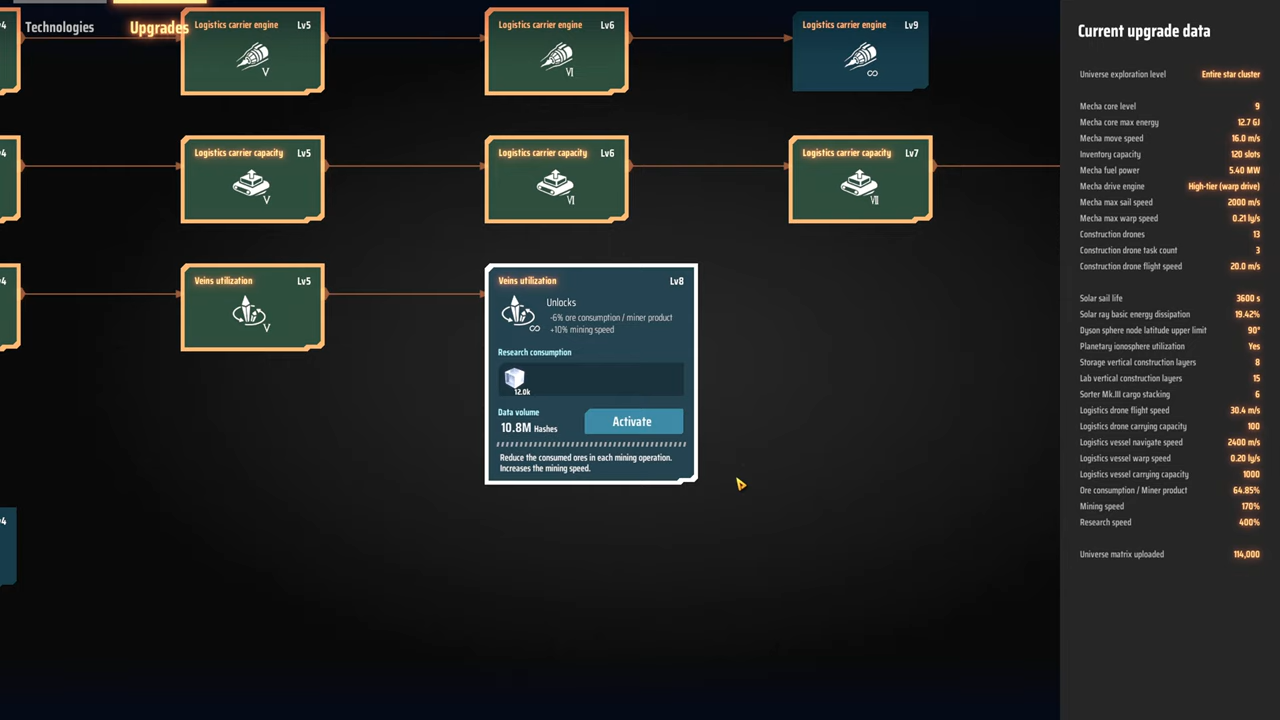 v4
Technologies
Upgrades
Logistics carrier engine Lv5
V
Logistics carrier engine Lv6
VI
Logistics carrier engine Lv9
∞
v4
Logistics carrier capacity Lv5
V
Logistics carrier capacity Lv6
VI
Logistics carrier capacity Lv7
VII
v4
Veins utilization Lv5
V
Veins utilization Lv8
∞
Unlocks
-6% ore consumption / miner product
+10% mining speed
Research consumption
12.0k
Data volume
10.8M Hashes
Activate
Reduce the consumed ores in each mining operation.
Increases the mining speed.
v4
Current upgrade data
Universe exploration level Entire star cluster
Mecha core level 9
Mecha core max energy 12.7 GJ
Mecha move speed 16.0 m/s
Inventory capacity 120 slots
Mecha fuel power 5.40 MW
Mecha drive engine High-tier (warp drive)
Mecha max sail speed 2000 m/s
Mecha max warp speed 0.21 ly/s
Construction drones 13
Construction drone task count 3
Construction drone flight speed 20.0 m/s
Solar sail life 3600 s
Solar ray basic energy dissipation 19.42%
Dyson sphere node latitude upper limit 90°
Planetary ionosphere utilization Yes
Storage vertical construction layers 8
Lab vertical construction layers 15
Sorter Mk.III cargo stacking 6
Logistics drone flight speed 30.4 m/s
Logistics drone carrying capacity 100
Logistics vessel navigate speed 2400 m/s
Logistics vessel warp speed 0.20 ly/s
Logistics vessel carrying capacity 1000
Ore consumption / Miner product 64.85%
Mining speed 170%
Research speed 400%
Universe matrix uploaded 114,000